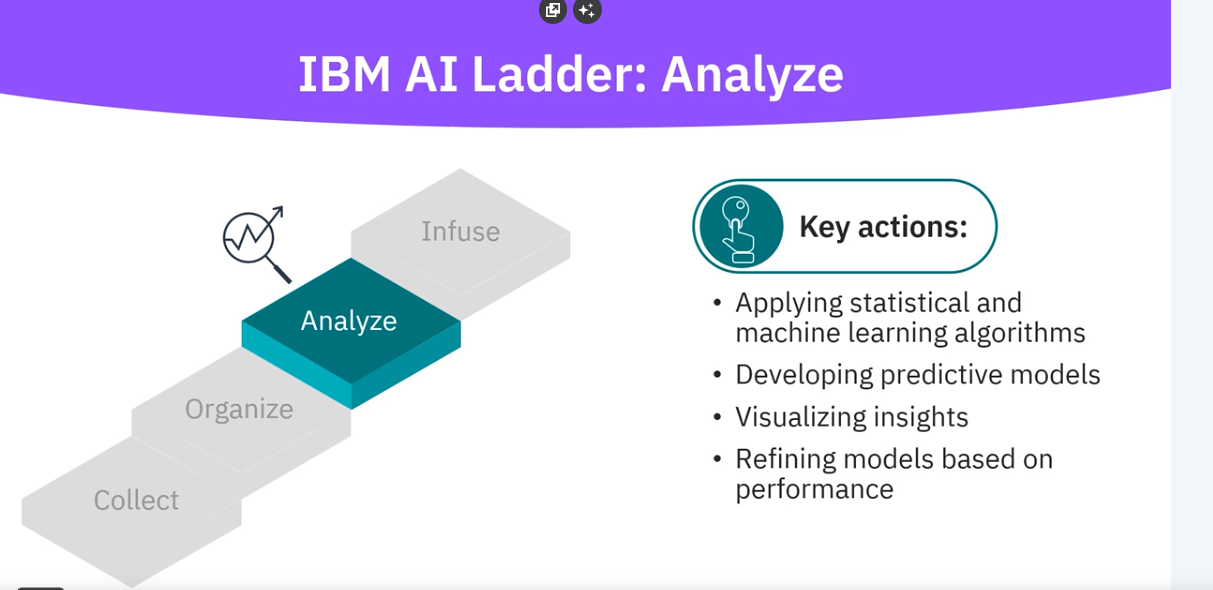 IBM AI Ladder: Analyze
Infuse
Analyze
Organize
Collect
Key actions:
• Applying statistical and
machine learning algorithms
• Developing predictive models
• Visualizing insights
• Refining models based on
performance